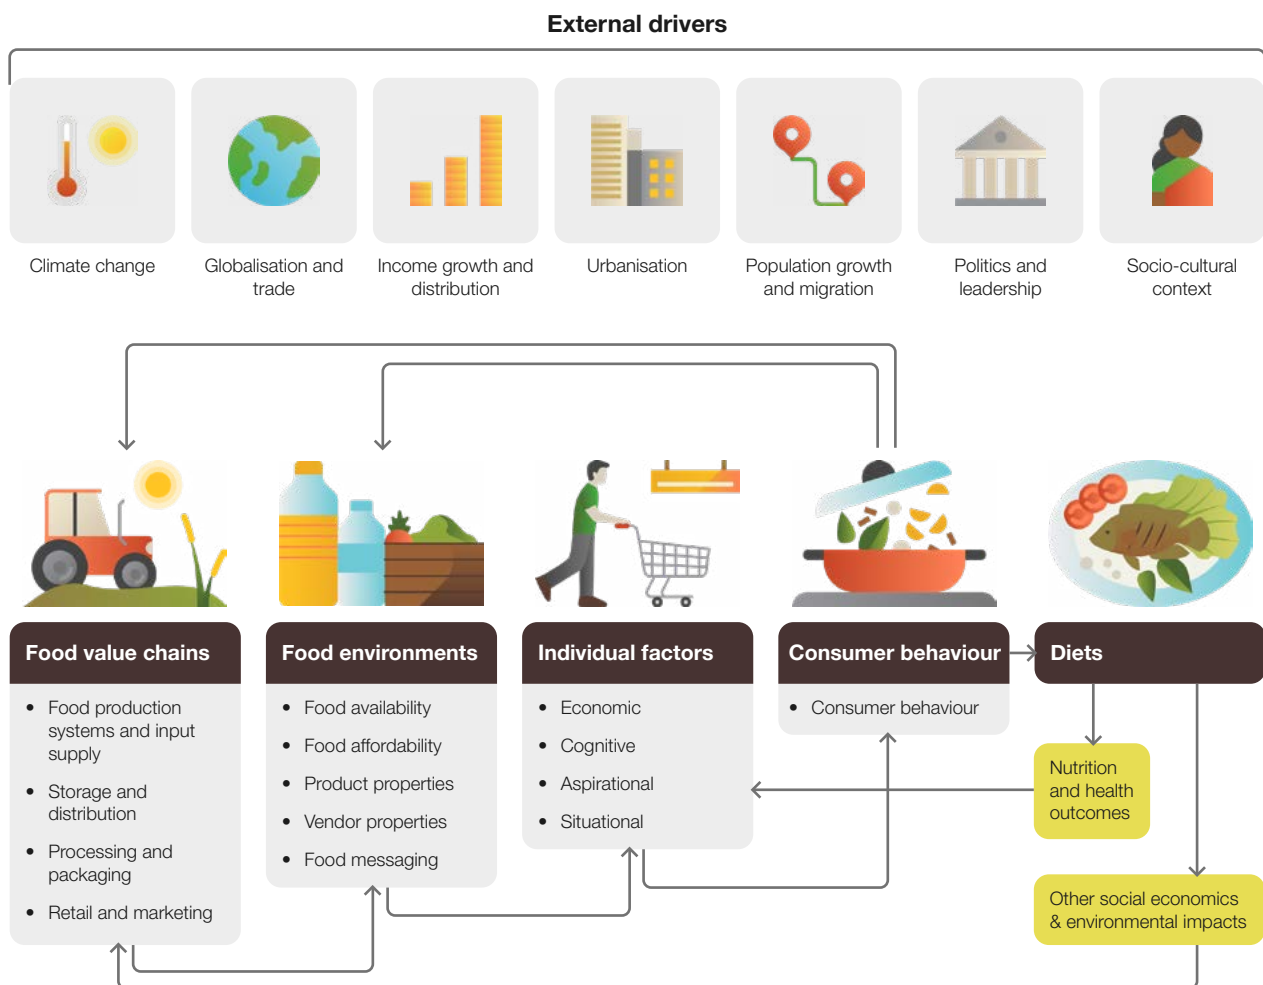 External drivers
Climate change
Globalisation and
trade
Income growth and
distribution
Urbanisation
Population growth
and migration
Politics and
leadership
Socio-cultural
context
Food value chains
• Food production
systems and input
supply
• Storage and
distribution
• Processing and
packaging
• Retail and marketing
Food environments
• Food availability
• Food affordability
• Product properties
• Vendor properties
• Food messaging
Individual factors
• Economic
• Cognitive
• Aspirational
• Situational
Consumer behaviour
• Consumer behaviour
Diets
Nutrition
and health
outcomes
Other social economics
& environmental impacts